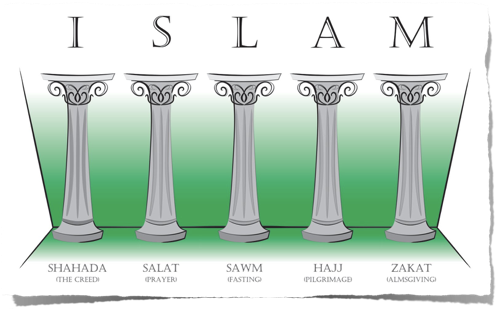 I S L A M
SHAHADA SALAT SAWM HAJJ ZAKAT
(THE CREED) (PRAYER) (FASTING) (PILGRIMAGE) (ALMSGIVING)